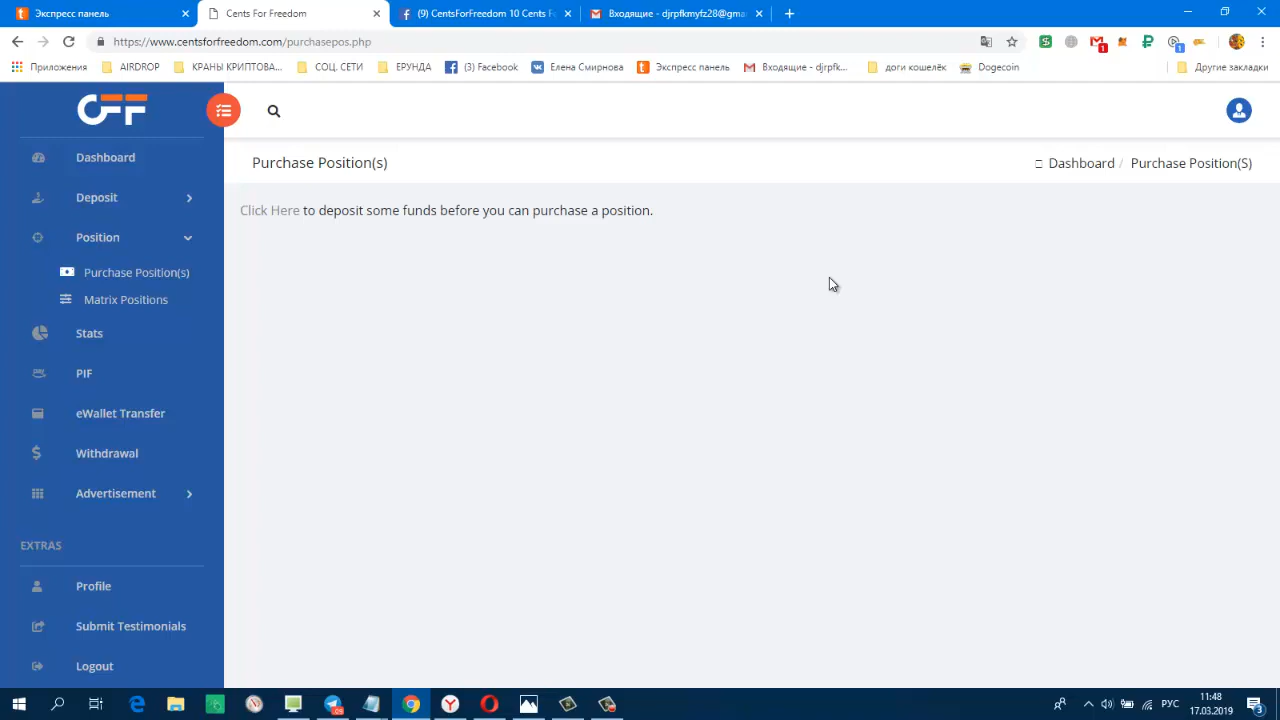 Экспресс панель
Cents For Freedom
(9) CentsForFreedom 10 Cents F
Входящие - djrpfkmyfz28@gma
https://www.centsforfreedom.com/purchasepos.php
1
1
Приложения
AIRDROP
КРАНЫ КРИПТОВА...
СОЦ. СЕТИ
ЕРУНДА
(3) Facebook
Елена Смирнова
Экспресс панель
Входящие - djrpfk...
доги кошелёк
Dogecoin
Другие закладки
CFF
Purchase Position(s)
Dashboard / Purchase Position(S)
Click Here to deposit some funds before you can purchase a position.
Dashboard
Deposit
Position
Purchase Position(s)
Matrix Positions
Stats
PIF
eWallet Transfer
Withdrawal
Advertisement
EXTRAS
Profile
Submit Testimonials
Logout
РУС
11:48
17.03.2019
3